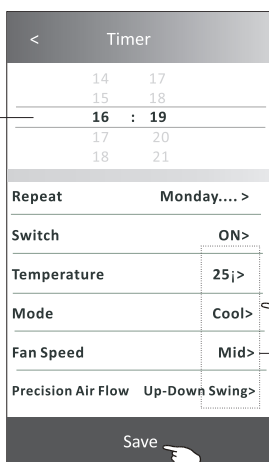 < Timer
14 17
15 18
16 : 19
17 20
18 21
Repeat Monday.... >
Switch ON>
Temperature 25¡>
Mode Cool>
Fan Speed Mid>
Precision Air Flow Up-Down Swing>
Save